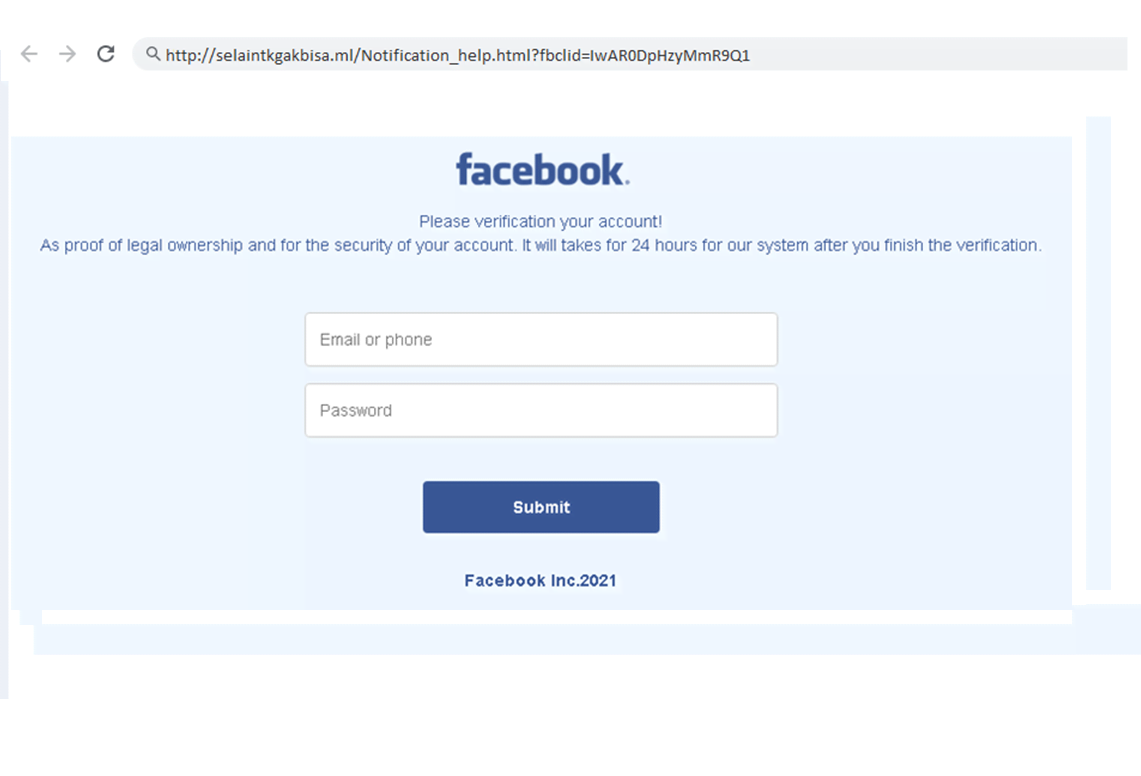 http://selaintkgakbisa.ml/Notification_help.html?fbclid=IwAR0DpHzyMmR9Q1
facebook.
Please verification your account!
As proof of legal ownership and for the security of your account. It will takes for 24 hours for our system after you finish the verification.
Email or phone
Password
Submit
Facebook Inc.2021